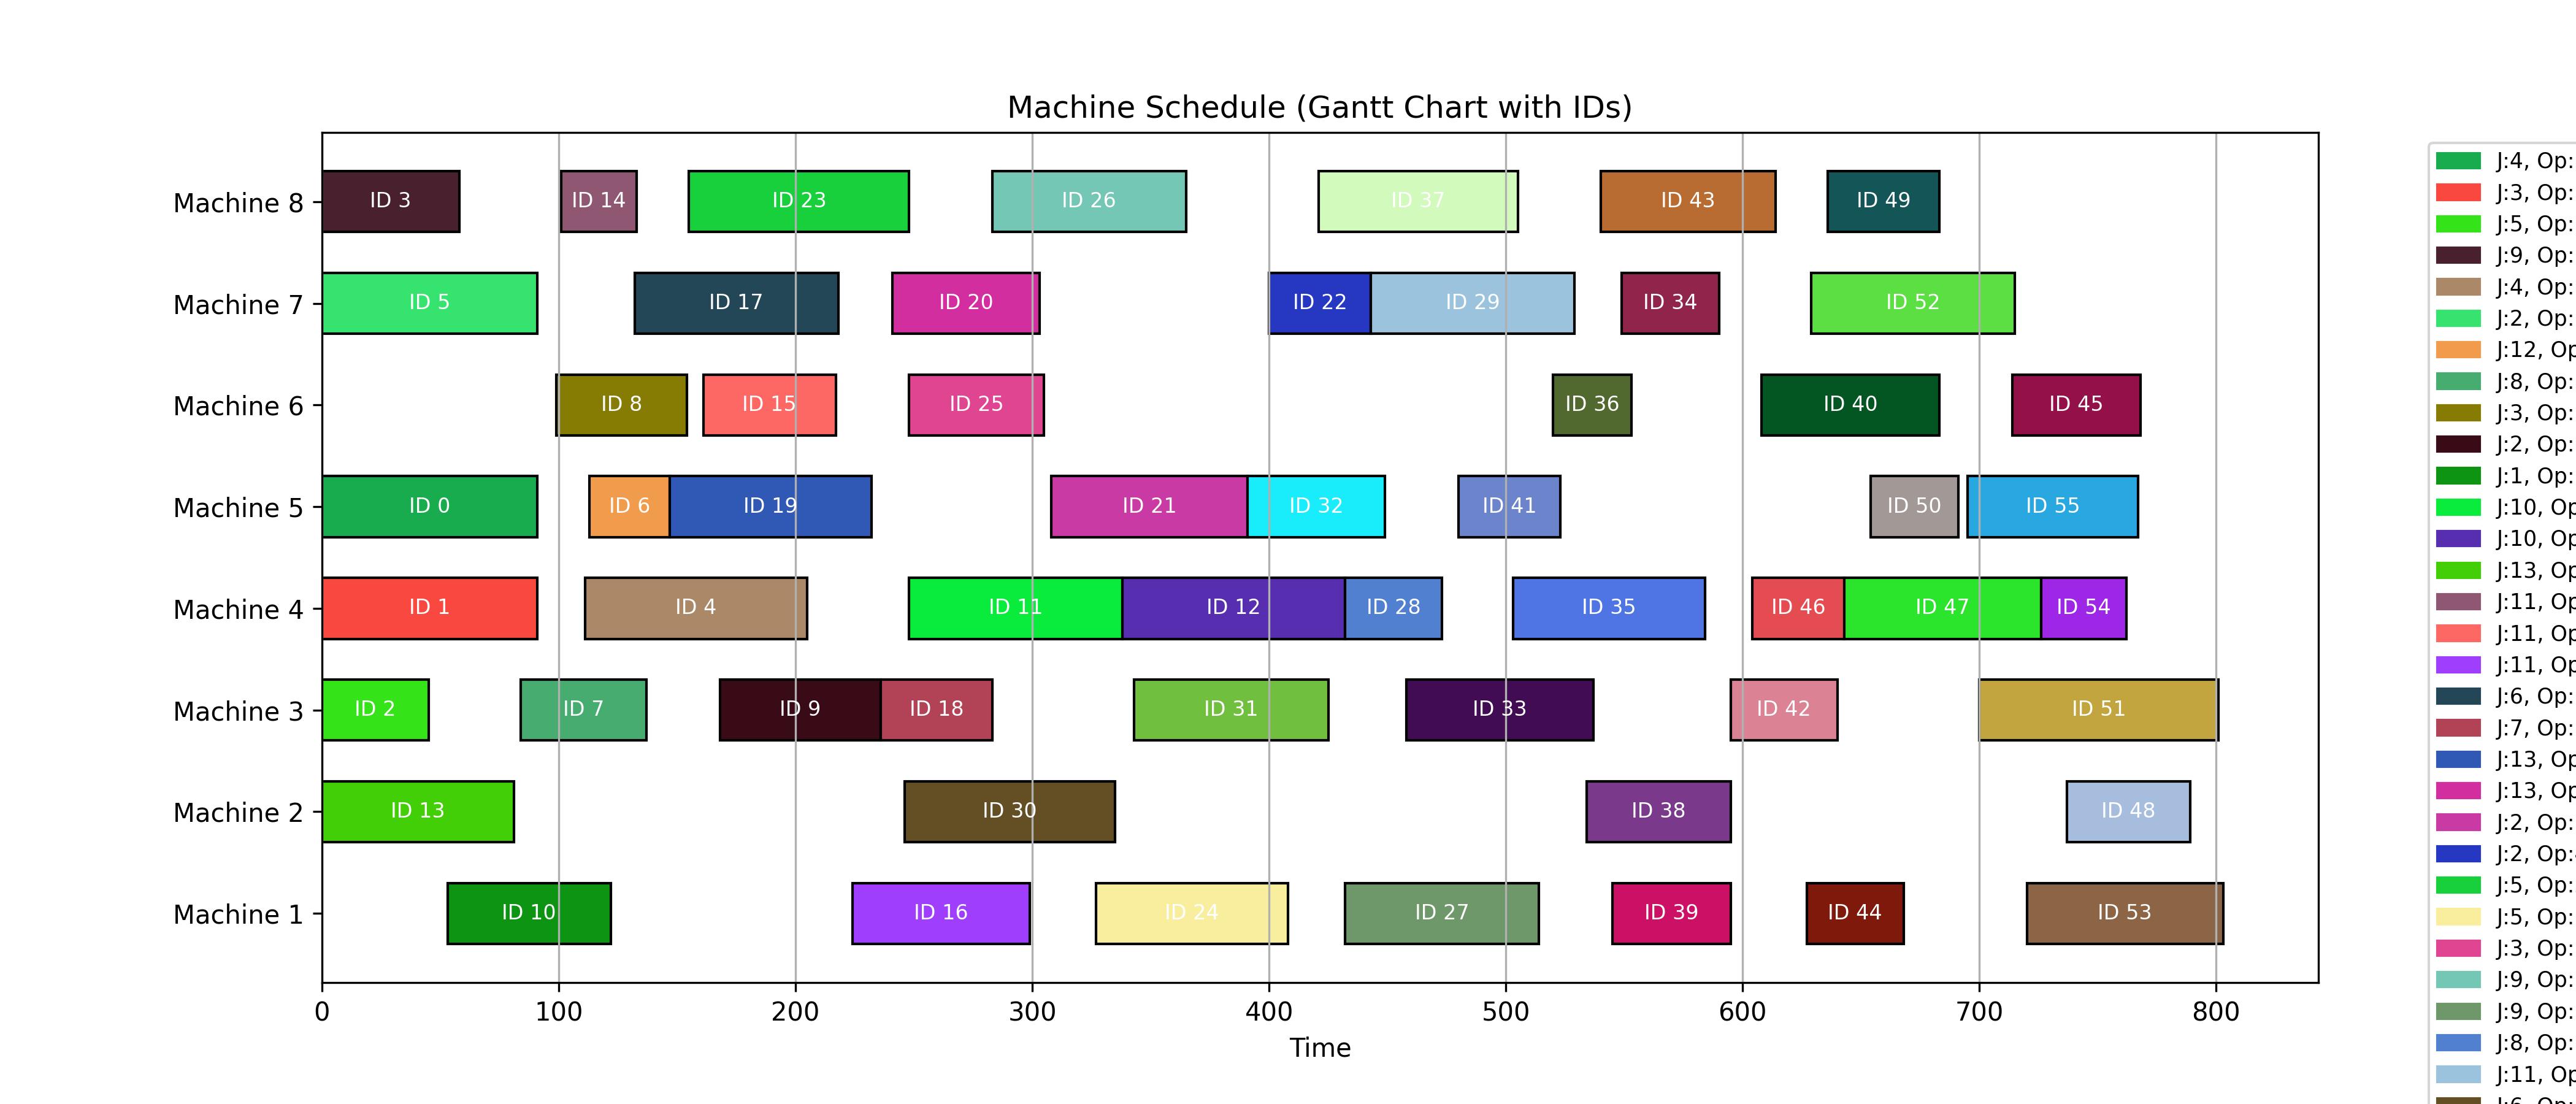 Machine Schedule (Gantt Chart with IDs)
Machine 8
ID 3
ID 14
ID 23
ID 26
ID 37
ID 43
ID 49
Machine 7
ID 5
ID 17
ID 20
ID 22
ID 29
ID 34
ID 52
Machine 6
ID 8
ID 15
ID 25
ID 36
ID 40
ID 45
Machine 5
ID 0
ID 6
ID 19
ID 21
ID 32
ID 41
ID 50
ID 55
Machine 4
ID 1
ID 4
ID 11
ID 12
ID 28
ID 35
ID 46
ID 47
ID 54
Machine 3
ID 2
ID 7
ID 9
ID 18
ID 31
ID 33
ID 42
ID 51
Machine 2
ID 13
ID 30
ID 38
ID 48
Machine 1
ID 10
ID 16
ID 24
ID 27
ID 39
ID 44
ID 53
0 100 200 300 400 500 600 700 800
Time
J:4, Op:
J:3, Op:
J:5, Op:
J:9, Op:
J:4, Op:
J:2, Op:
J:12, Op
J:8, Op:
J:3, Op:
J:2, Op:
J:1, Op:
J:10, Op
J:10, Op
J:13, Op
J:11, Op
J:11, Op
J:11, Op
J:6, Op:
J:7, Op:
J:13, Op
J:13, Op
J:2, Op:
J:2, Op:
J:5, Op:
J:5, Op:
J:3, Op:
J:9, Op:
J:9, Op:
J:8, Op:
J:11, Op